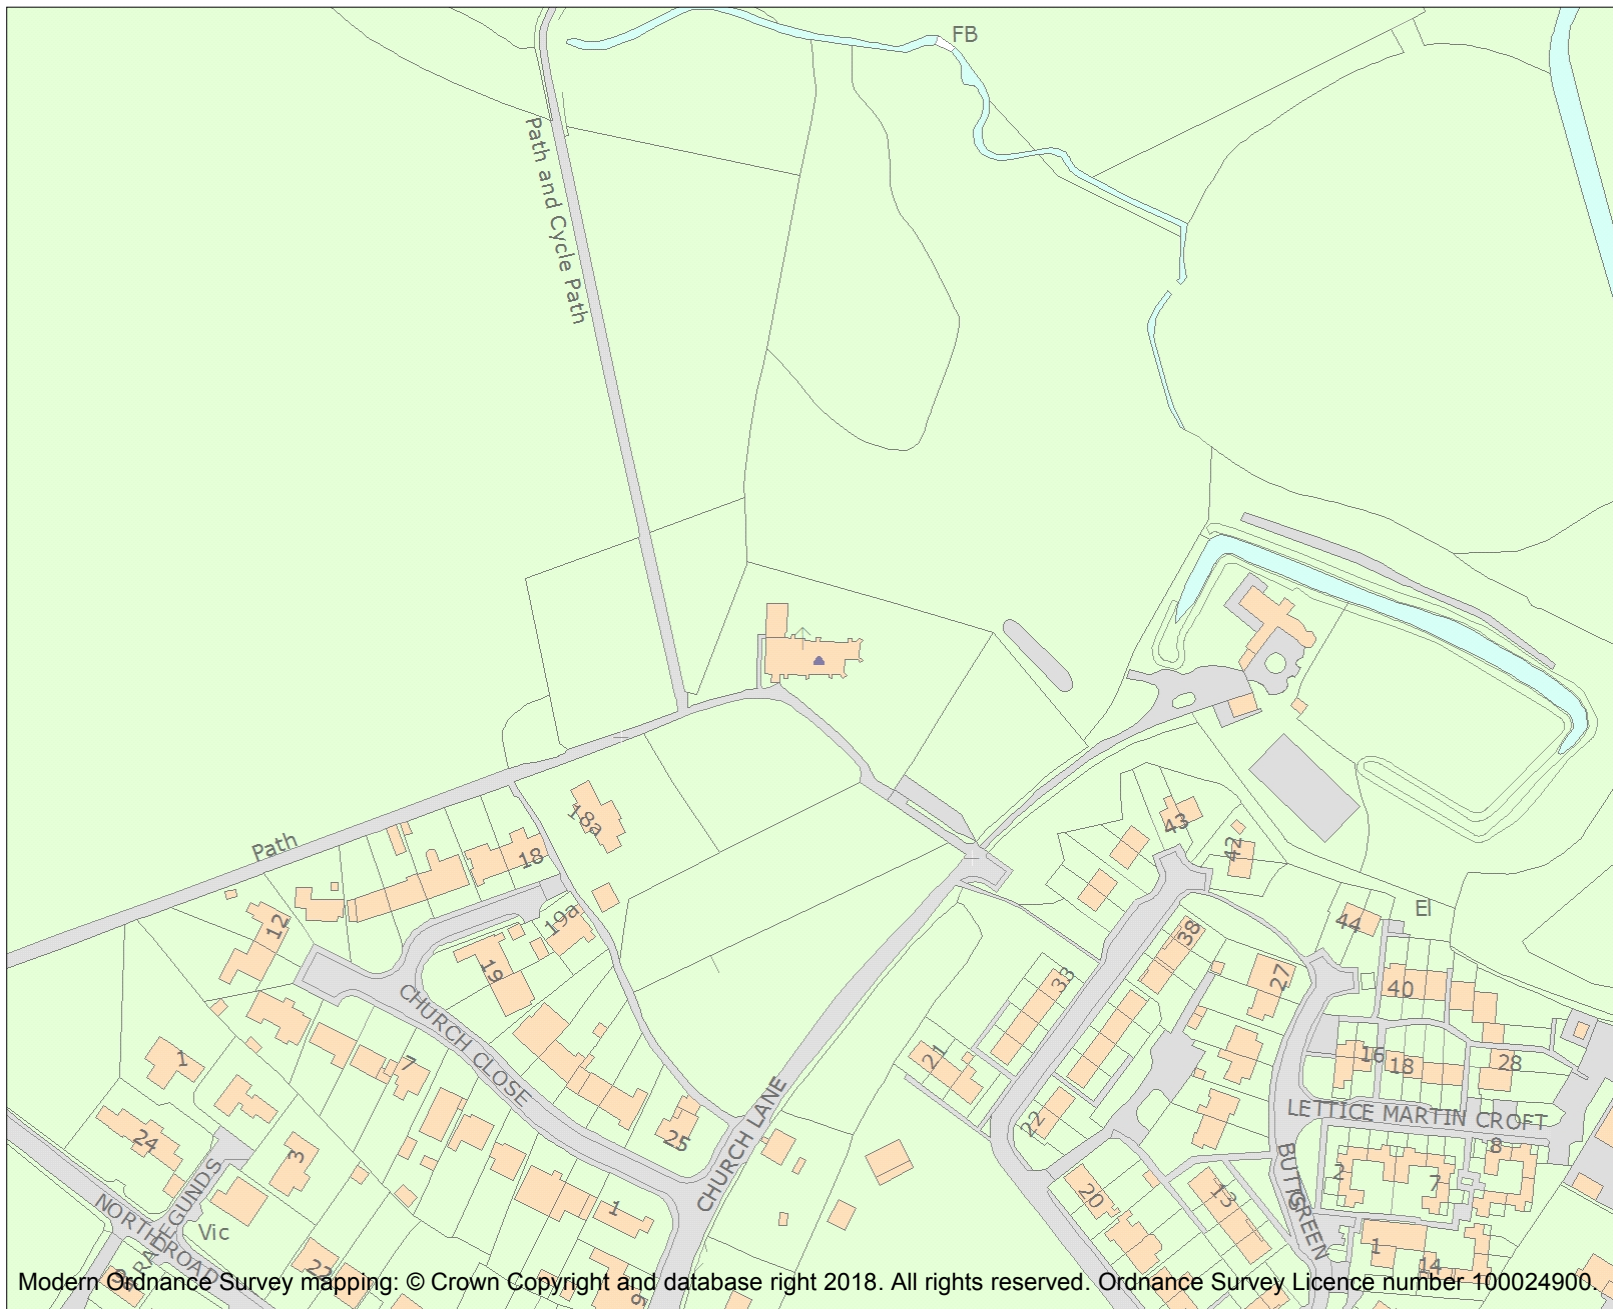 FB
Path and Cycle Path
18a
Path
18
43
42
12
19a
El
44
38
19
33
27
40
CHURCH CLOSE
1
7
21
16
18
28
CHURCH LANE
LETTICE MARTIN CROFT
22
24
25
3
8
2
7
BUTTS GREEN
20
13
NORTH ROAD
RADEGUNDS
Vic
1
1
22
14
9
Modern Ordnance Survey mapping: © Crown Copyright and database right 2018. All rights reserved. Ordnance Survey Licence number 100024900.